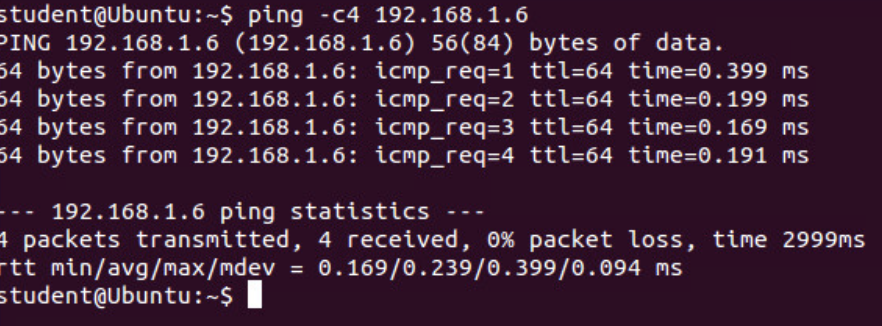 student@Ubuntu:~$ ping -c4 192.168.1.6
PING 192.168.1.6 (192.168.1.6) 56(84) bytes of data.
64 bytes from 192.168.1.6: icmp_req=1 ttl=64 time=0.399 ms
64 bytes from 192.168.1.6: icmp_req=2 ttl=64 time=0.199 ms
64 bytes from 192.168.1.6: icmp_req=3 ttl=64 time=0.169 ms
64 bytes from 192.168.1.6: icmp_req=4 ttl=64 time=0.191 ms
--- 192.168.1.6 ping statistics ---
4 packets transmitted, 4 received, 0% packet loss, time 2999ms
rtt min/avg/max/mdev = 0.169/0.239/0.399/0.094 ms
student@Ubuntu:~$